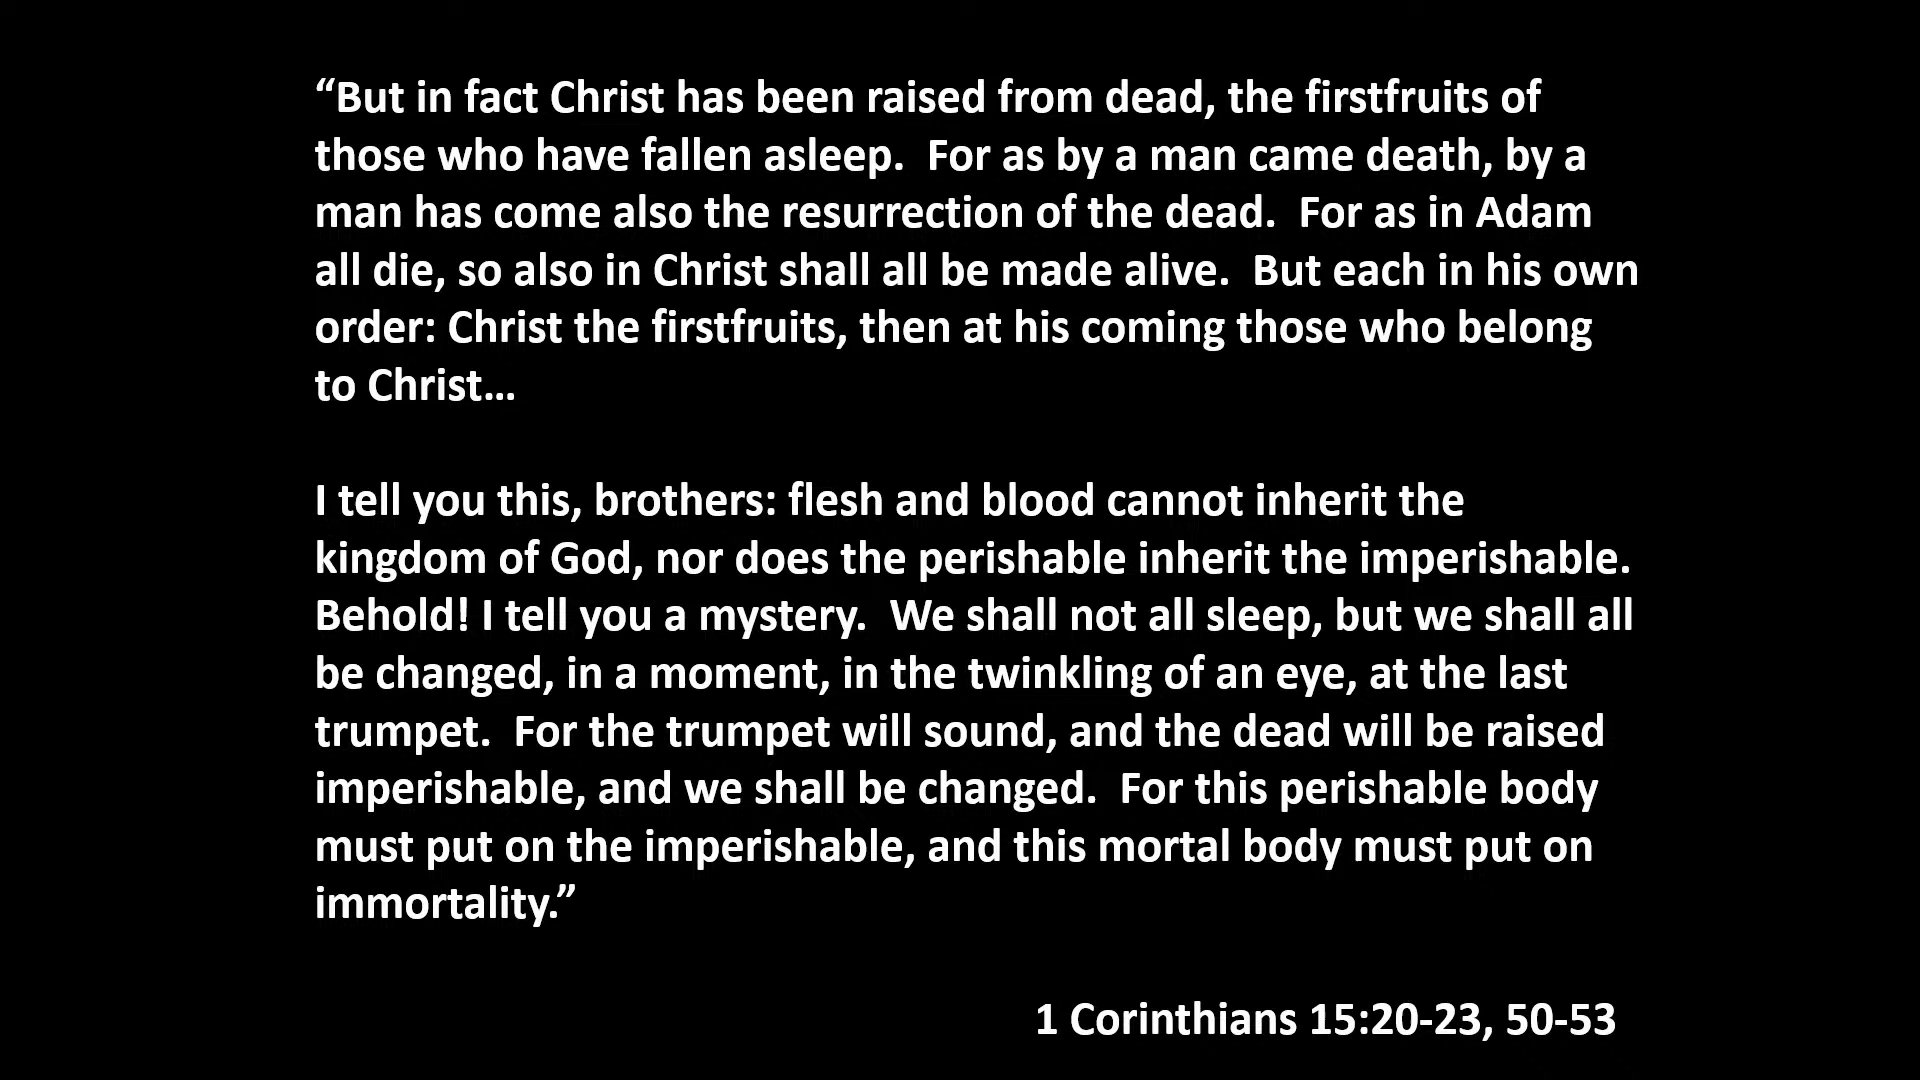 “But in fact Christ has been raised from dead, the firstfruits of
those who have fallen asleep.  For as by a man came death, by a
man has come also the resurrection of the dead.  For as in Adam
all die, so also in Christ shall all be made alive.  But each in his own
order: Christ the firstfruits, then at his coming those who belong
to Christ…
I tell you this, brothers: flesh and blood cannot inherit the
kingdom of God, nor does the perishable inherit the imperishable.
Behold! I tell you a mystery.  We shall not all sleep, but we shall all
be changed, in a moment, in the twinkling of an eye, at the last
trumpet.  For the trumpet will sound, and the dead will be raised
imperishable, and we shall be changed.  For this perishable body
must put on the imperishable, and this mortal body must put on
immortality.”
1 Corinthians 15:20-23, 50-53